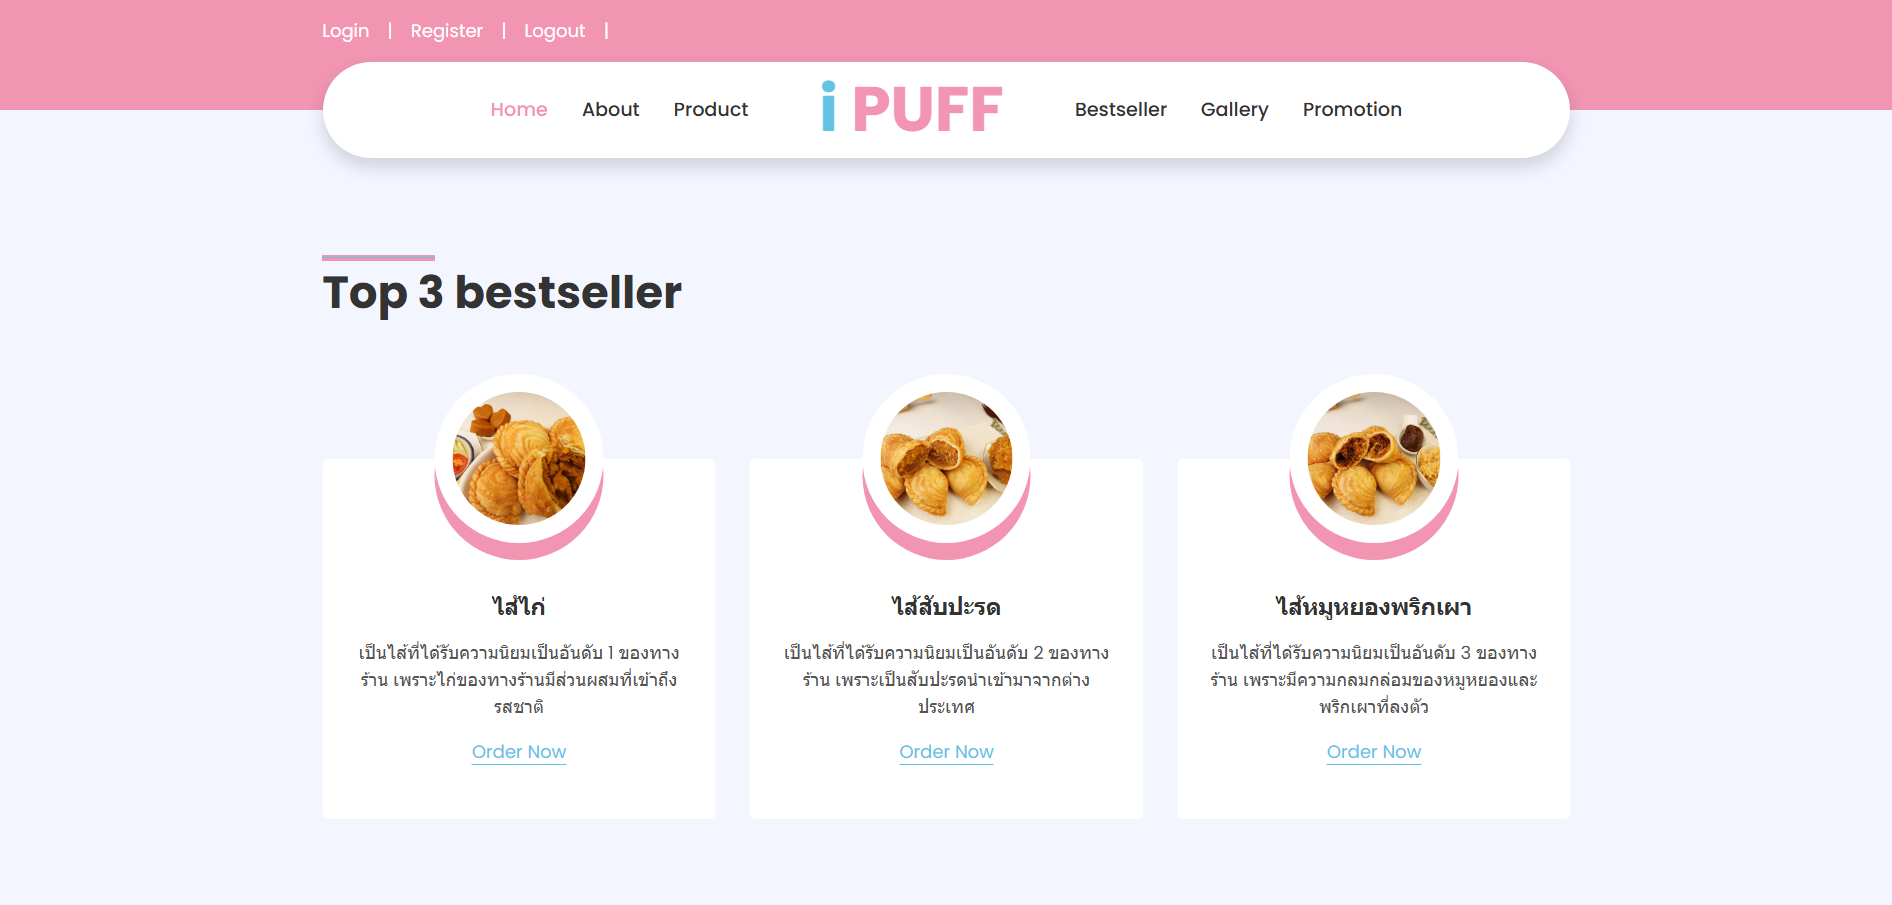 Login | Register | Logout |
Home About Product i PUFF Bestseller Gallery Promotion
Top 3 bestseller
ไส้ไก่
เป็นไส้ที่ได้รับความนิยมเป็นอันดับ 1 ของทาง
ร้าน เพราะไก่ของทางร้านมีส่วนผสมที่เข้าถึง
รสชาติ
Order Now
ไส้สับปะรด
เป็นไส้ที่ได้รับความนิยมเป็นอันดับ 2 ของทาง
ร้าน เพราะเป็นสับปะรดนำเข้ามาจากต่าง
ประเทศ
Order Now
ไส้หมูหยองพริกเผา
เป็นไส้ที่ได้รับความนิยมเป็นอันดับ 3 ของทาง
ร้าน เพราะมีความกลมกล่อมของหมูหยองและ
พริกเผาที่ลงตัว
Order Now